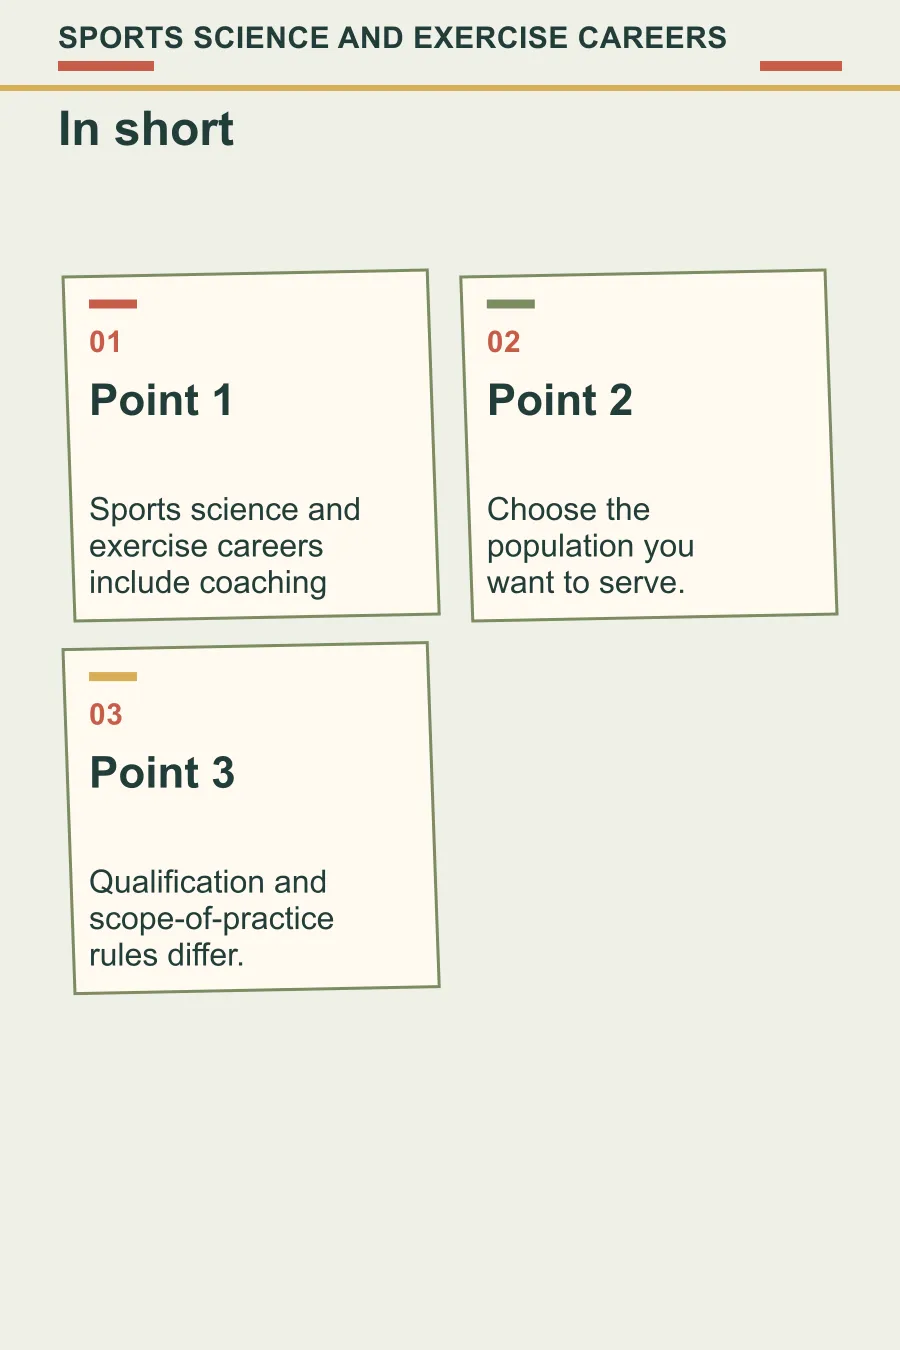 SPORTS SCIENCE AND EXERCISE CAREERS
In short
01
Point 1
Sports science and
exercise careers
include coaching
02
Point 2
Choose the
population you
want to serve.
03
Point 3
Qualification and
scope-of-practice
rules differ.